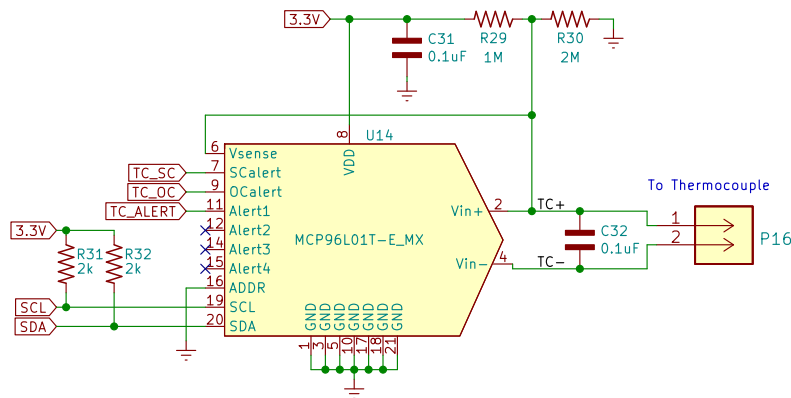 3.3V
C31
0.1uF
R29
1M
R30
2M
U14
8
VDD
6
Vsense
TC_SC
7
SCalert
TC_OC
9
OCalert
TC_ALERT
11
Alert1
12
Alert2
14
Alert3
15
Alert4
16
ADDR
19
SCL
20
SDA
MCP96L01T-E_MX
Vin+
2
TC+
Vin-
4
TC-
C32
0.1uF
To Thermocouple
1
2
P16
3.3V
R31
2k
R32
2k
SCL
SDA
GND GND GND GND GND GND GND
1 3 5 10 17 18 21